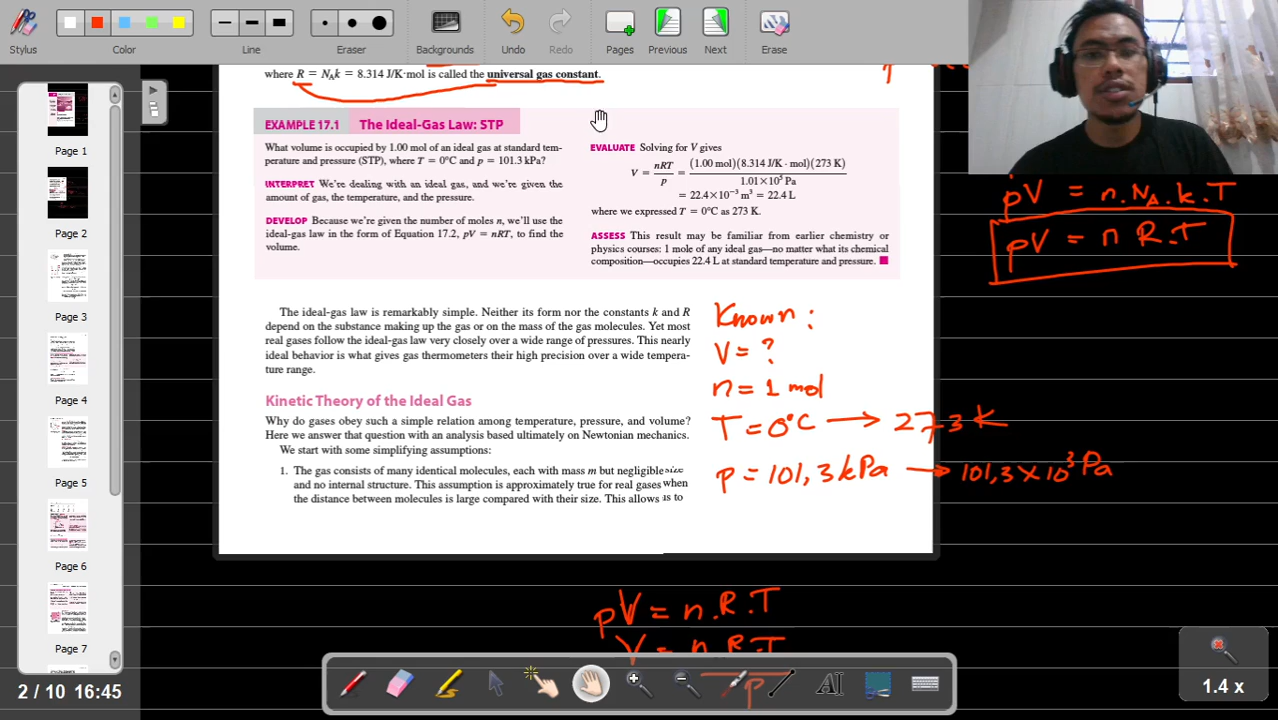 Stylus
Color
Line
Eraser
Backgrounds
Undo
Redo
Pages
Previous
Next
Erase
Page 1
Page 2
Page 3
Page 4
Page 5
Page 6
Page 7
2 / 10 16:45
where R = NAk = 8.314 J/K·mol is called the universal gas constant.
EXAMPLE 17.1 The Ideal-Gas Law: STP
What volume is occupied by 1.00 mol of an ideal gas at standard tem-
perature and pressure (STP), where T = 0°C and p = 101.3 kPa?
INTERPRET We're dealing with an ideal gas, and we're given the
amount of gas, the temperature, and the pressure.
DEVELOP Because we're given the number of moles n, we'll use the
ideal-gas law in the form of Equation 17.2, pV = nRT, to find the
volume.
EVALUATE Solving for V gives
V = nRT/p = (1.00 mol)(8.314 J/K · mol)(273 K)/1.01×10⁵ Pa
= 22.4×10⁻³ m³ = 22.4 L
where we expressed T = 0°C as 273 K.
ASSESS This result may be familiar from earlier chemistry or
physics courses: 1 mole of any ideal gas—no matter what its chemical
composition—occupies 22.4 L at standard temperature and pressure. ■
The ideal-gas law is remarkably simple. Neither its form nor the constants k and R
depend on the substance making up the gas or on the mass of the gas molecules. Yet most
real gases follow the ideal-gas law very closely over a wide range of pressures. This nearly
ideal behavior is what gives gas thermometers their high precision over a wide tempera-
ture range.
Kinetic Theory of the Ideal Gas
Why do gases obey such a simple relation among temperature, pressure, and volume?
Here we answer that question with an analysis based ultimately on Newtonian mechanics.
We start with some simplifying assumptions:
1. The gas consists of many identical molecules, each with mass m but negligible size
and no internal structure. This assumption is approximately true for real gases when
the distance between molecules is large compared with their size. This allows us to
pV = n.NA.k.T
pV = n R.T
Known :
V = ?
n = 1 mol
T = 0°C → 273 K
p = 101,3 kPa → 101,3 × 10³ Pa
pV = n.R.T
V = n.R.T
p
1.4 x